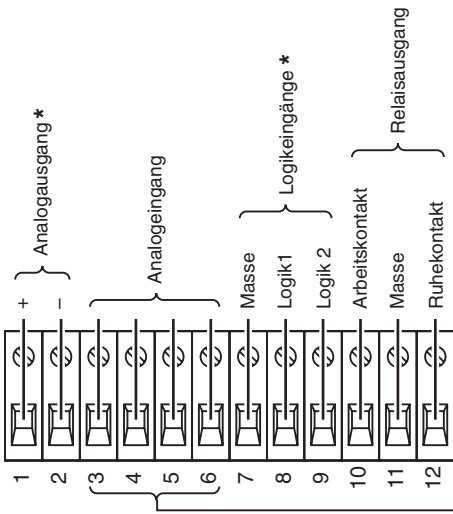 1 + Analogausgang *
2 –
3 Analogeingang
4
5
6
7 Masse Logikeingänge *
8 Logik1
9 Logik 2
10 Arbeitskontakt Relaisausgang
11 Masse
12 Ruhekontakt